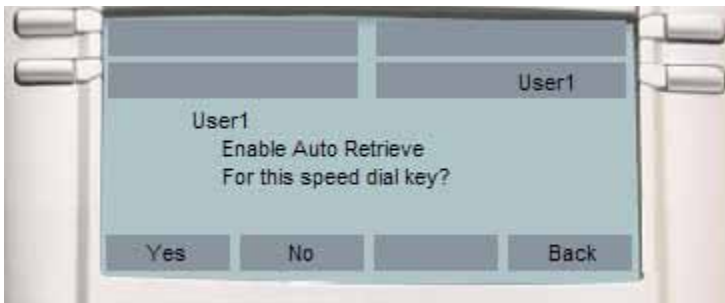 User1
User1
Enable Auto Retrieve
For this speed dial key?
Yes No Back